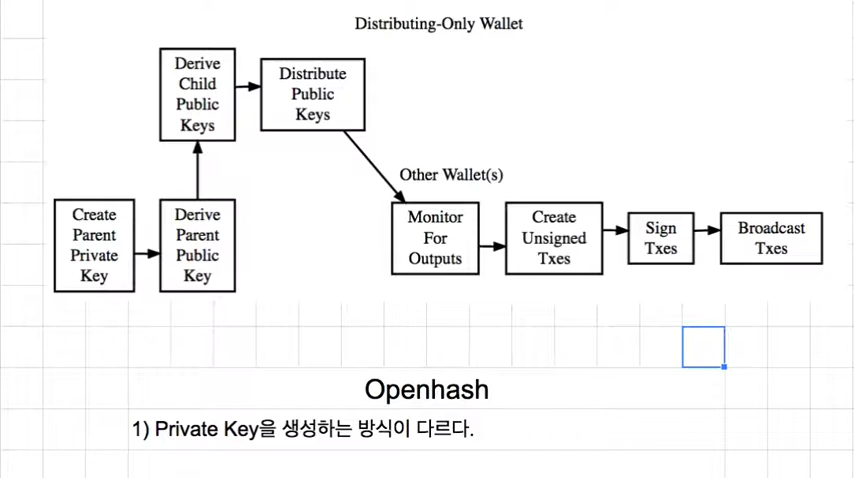 Distributing-Only Wallet
Derive
Child
Public
Keys
Distribute
Public
Keys
Other Wallet(s)
Create
Parent
Private
Key
Derive
Parent
Public
Key
Monitor
For
Outputs
Create
Unsigned
Txes
Sign
Txes
Broadcast
Txes
Openhash
1) Private Key을 생성하는 방식이 다르다.